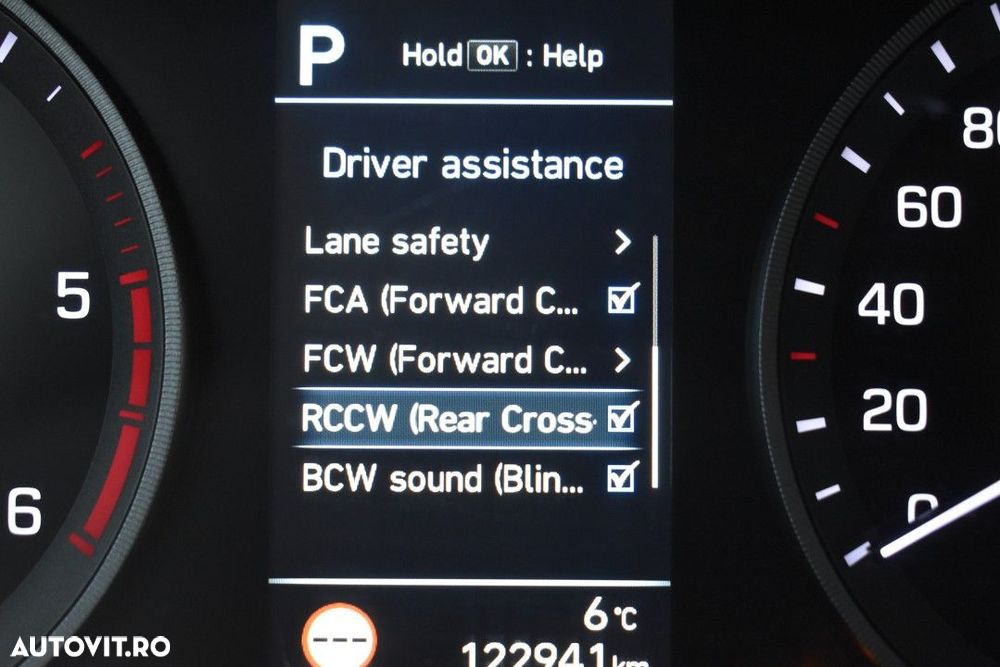 P Hold OK : Help
Driver assistance
Lane safety >
FCA (Forward C...
FCW (Forward C... >
RCCW (Rear Cross-
BCW sound (Blin...
6°C
122941km
---
5
6
80
60
40
20
0
AUTOVIT.RO